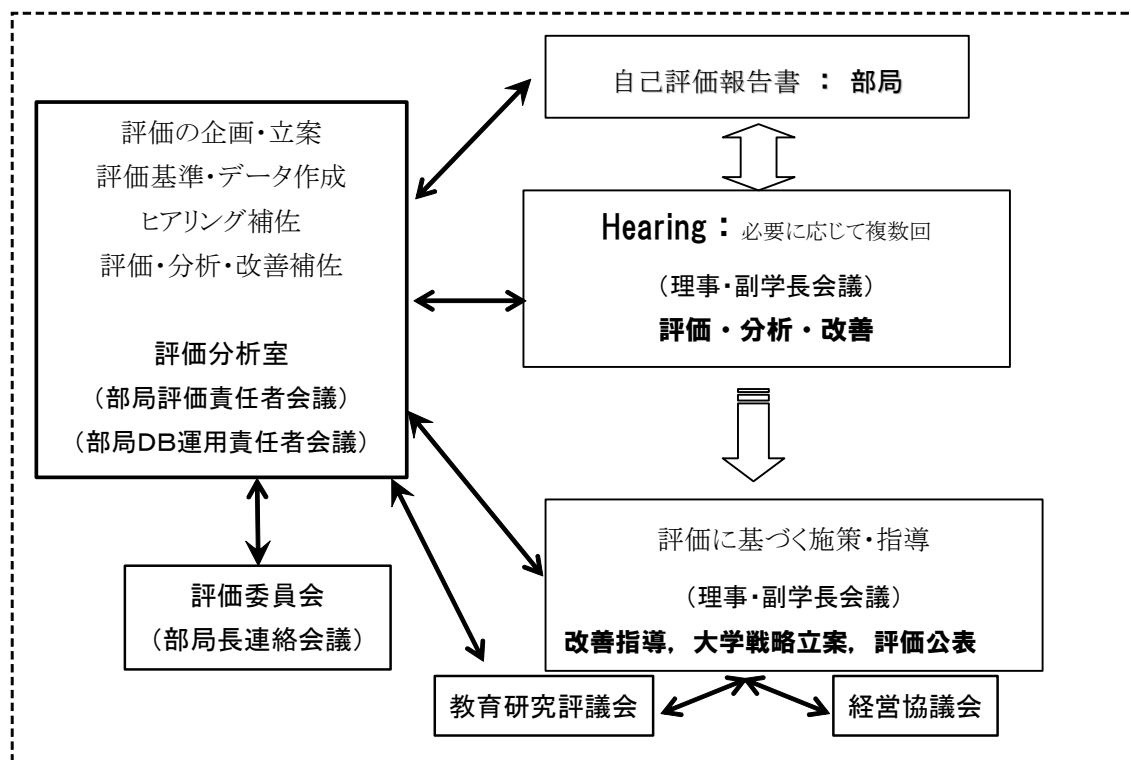 自己評価報告書 : 部局
評価の企画・立案
評価基準・データ作成
ヒアリング補佐
評価・分析・改善補佐
評価分析室
(部局評価責任者会議)
(部局DB運用責任者会議)
Hearing : 必要に応じて複数回
(理事・副学長会議)
評価・分析・改善
評価に基づく施策・指導
(理事・副学長会議)
改善指導, 大学戦略立案, 評価公表
評価委員会
(部局長連絡会議)
教育研究評議会
経営協議会